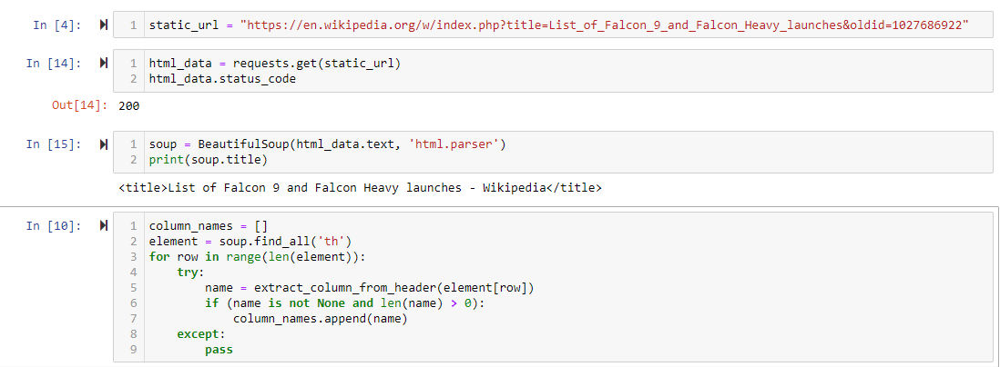 In [4]: 1 static_url = "https://en.wikipedia.org/w/index.php?title=List_of_Falcon_9_and_Falcon_Heavy_launches&oldid=1027686922"
In [14]: 1 html_data = requests.get(static_url)
2 html_data.status_code
Out[14]: 200
In [15]: 1 soup = BeautifulSoup(html_data.text, 'html.parser')
2 print(soup.title)
<title>List of Falcon 9 and Falcon Heavy launches - Wikipedia</title>
In [10]: 1 column_names = []
2 element = soup.find_all('th')
3 for row in range(len(element)):
4     try:
5         name = extract_column_from_header(element[row])
6         if (name is not None and len(name) > 0):
7             column_names.append(name)
8     except:
9         pass